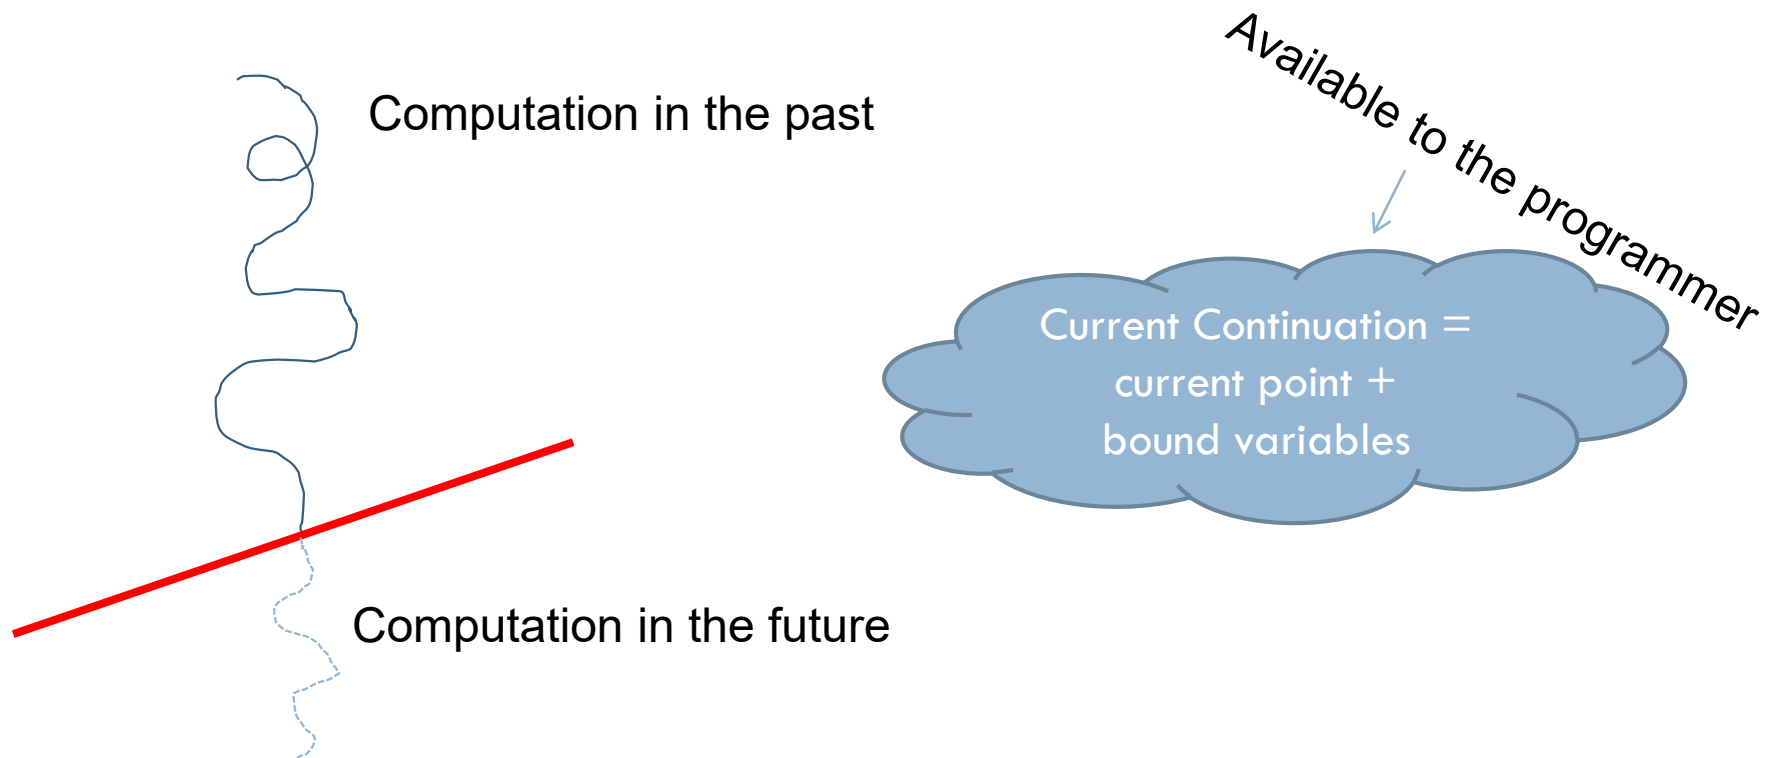 Computation in the past
Available to the programmer
Current Continuation =
current point +
bound variables
Computation in the future